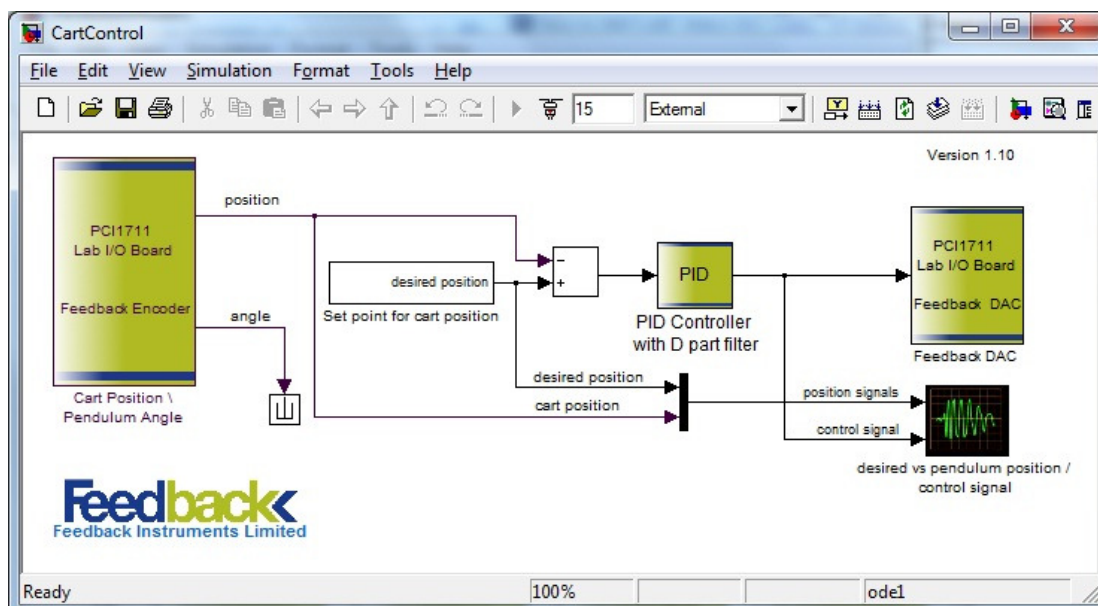 CartControl
File Edit View Simulation Format Tools Help
15 External
Version 1.10
PCI1711
Lab I/O Board
Feedback Encoder
Cart Position \
Pendulum Angle
position
angle
desired position
Set point for cart position
−
+
PID
PID Controller
with D part filter
PCI1711
Lab I/O Board
Feedback DAC
Feedback DAC
desired position
cart position
position signals
control signal
desired vs pendulum position /
control signal
Feedback
Feedback Instruments Limited
Ready 100% ode1